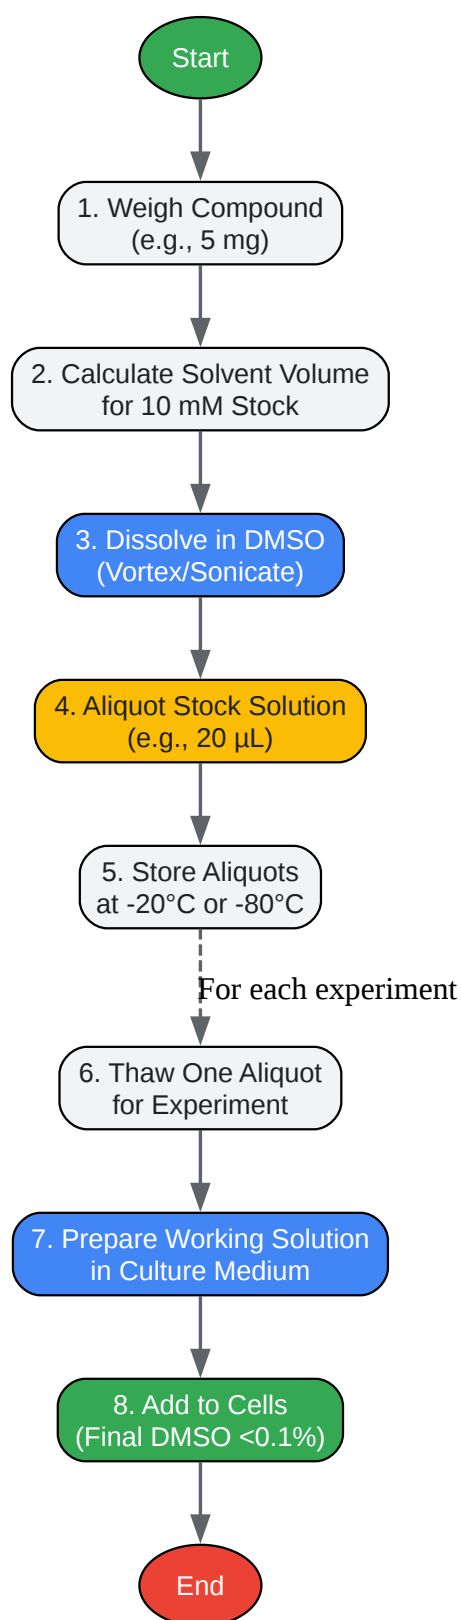 Start
1. Weigh Compound
(e.g., 5 mg)
2. Calculate Solvent Volume
for 10 mM Stock
3. Dissolve in DMSO
(Vortex/Sonicate)
4. Aliquot Stock Solution
(e.g., 20 µL)
5. Store Aliquots
at -20°C or -80°C
For each experiment
6. Thaw One Aliquot
for Experiment
7. Prepare Working Solution
in Culture Medium
8. Add to Cells
(Final DMSO <0.1%)
End